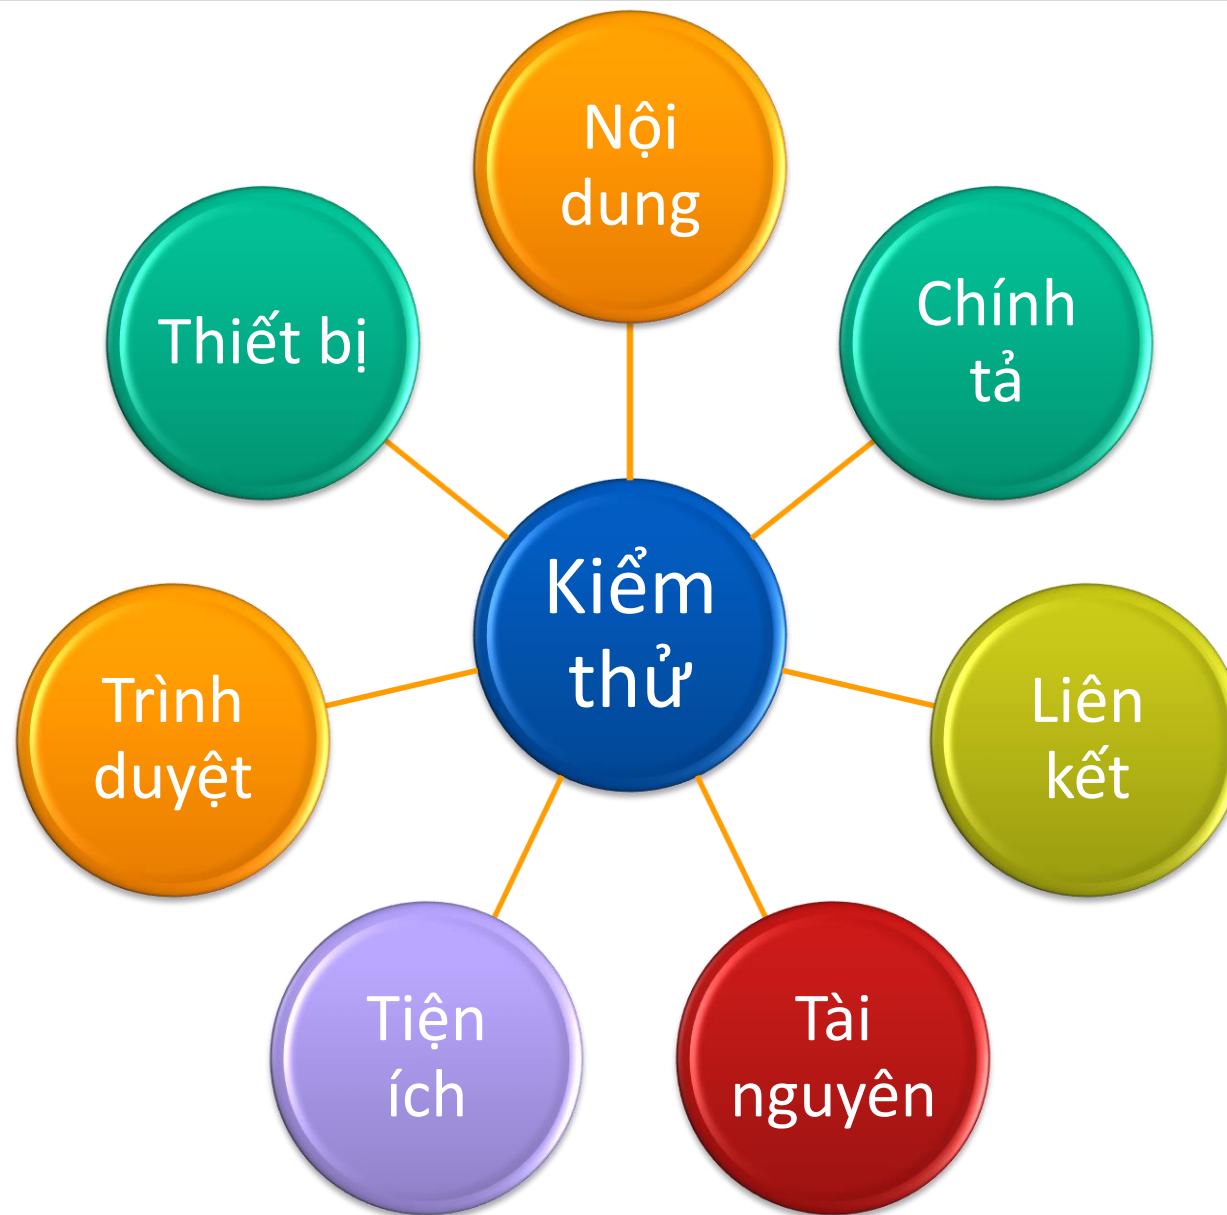 Nội
dung
Chính
tả
Thiết bị
Kiểm
thử
Liên
kết
Trình
duyệt
Tiện
ích
Tài
nguyên